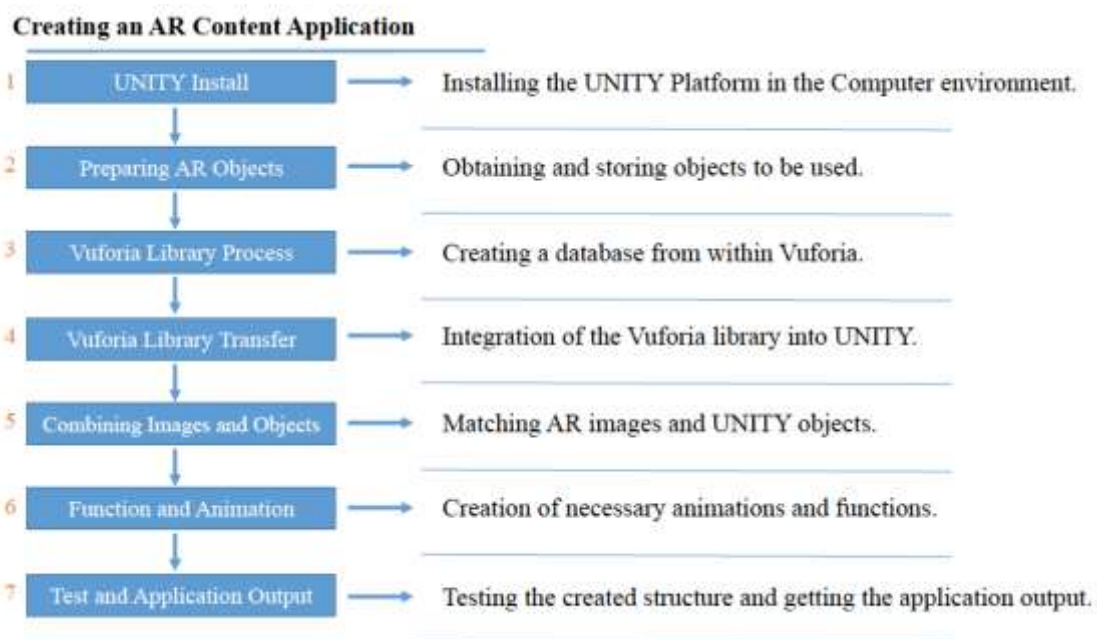 Creating an AR Content Application
1 UNITY Install Installing the UNITY Platform in the Computer environment.
2 Preparing AR Objects Obtaining and storing objects to be used.
3 Vuforia Library Process Creating a database from within Vuforia.
4 Vuforia Library Transfer Integration of the Vuforia library into UNITY.
5 Combining Images and Objects Matching AR images and UNITY objects.
6 Function and Animation Creation of necessary animations and functions.
7 Test and Application Output Testing the created structure and getting the application output.